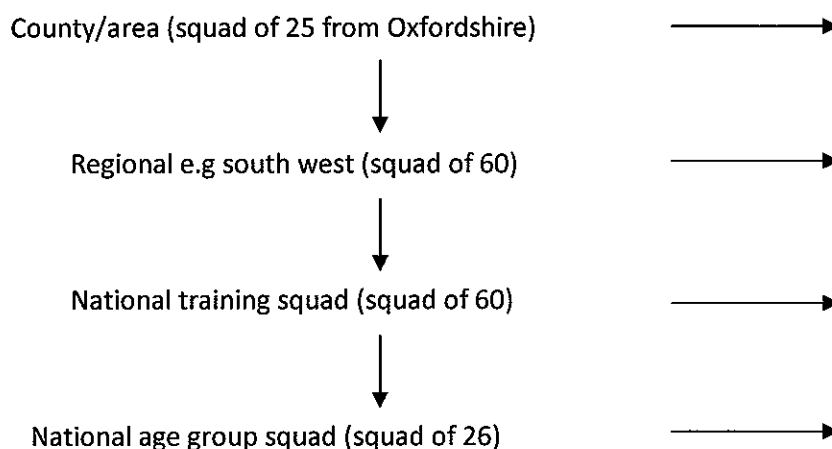 County/area (squad of 25 from Oxfordshire)
Regional e.g south west (squad of 60)
National training squad (squad of 60)
National age group squad (squad of 26)